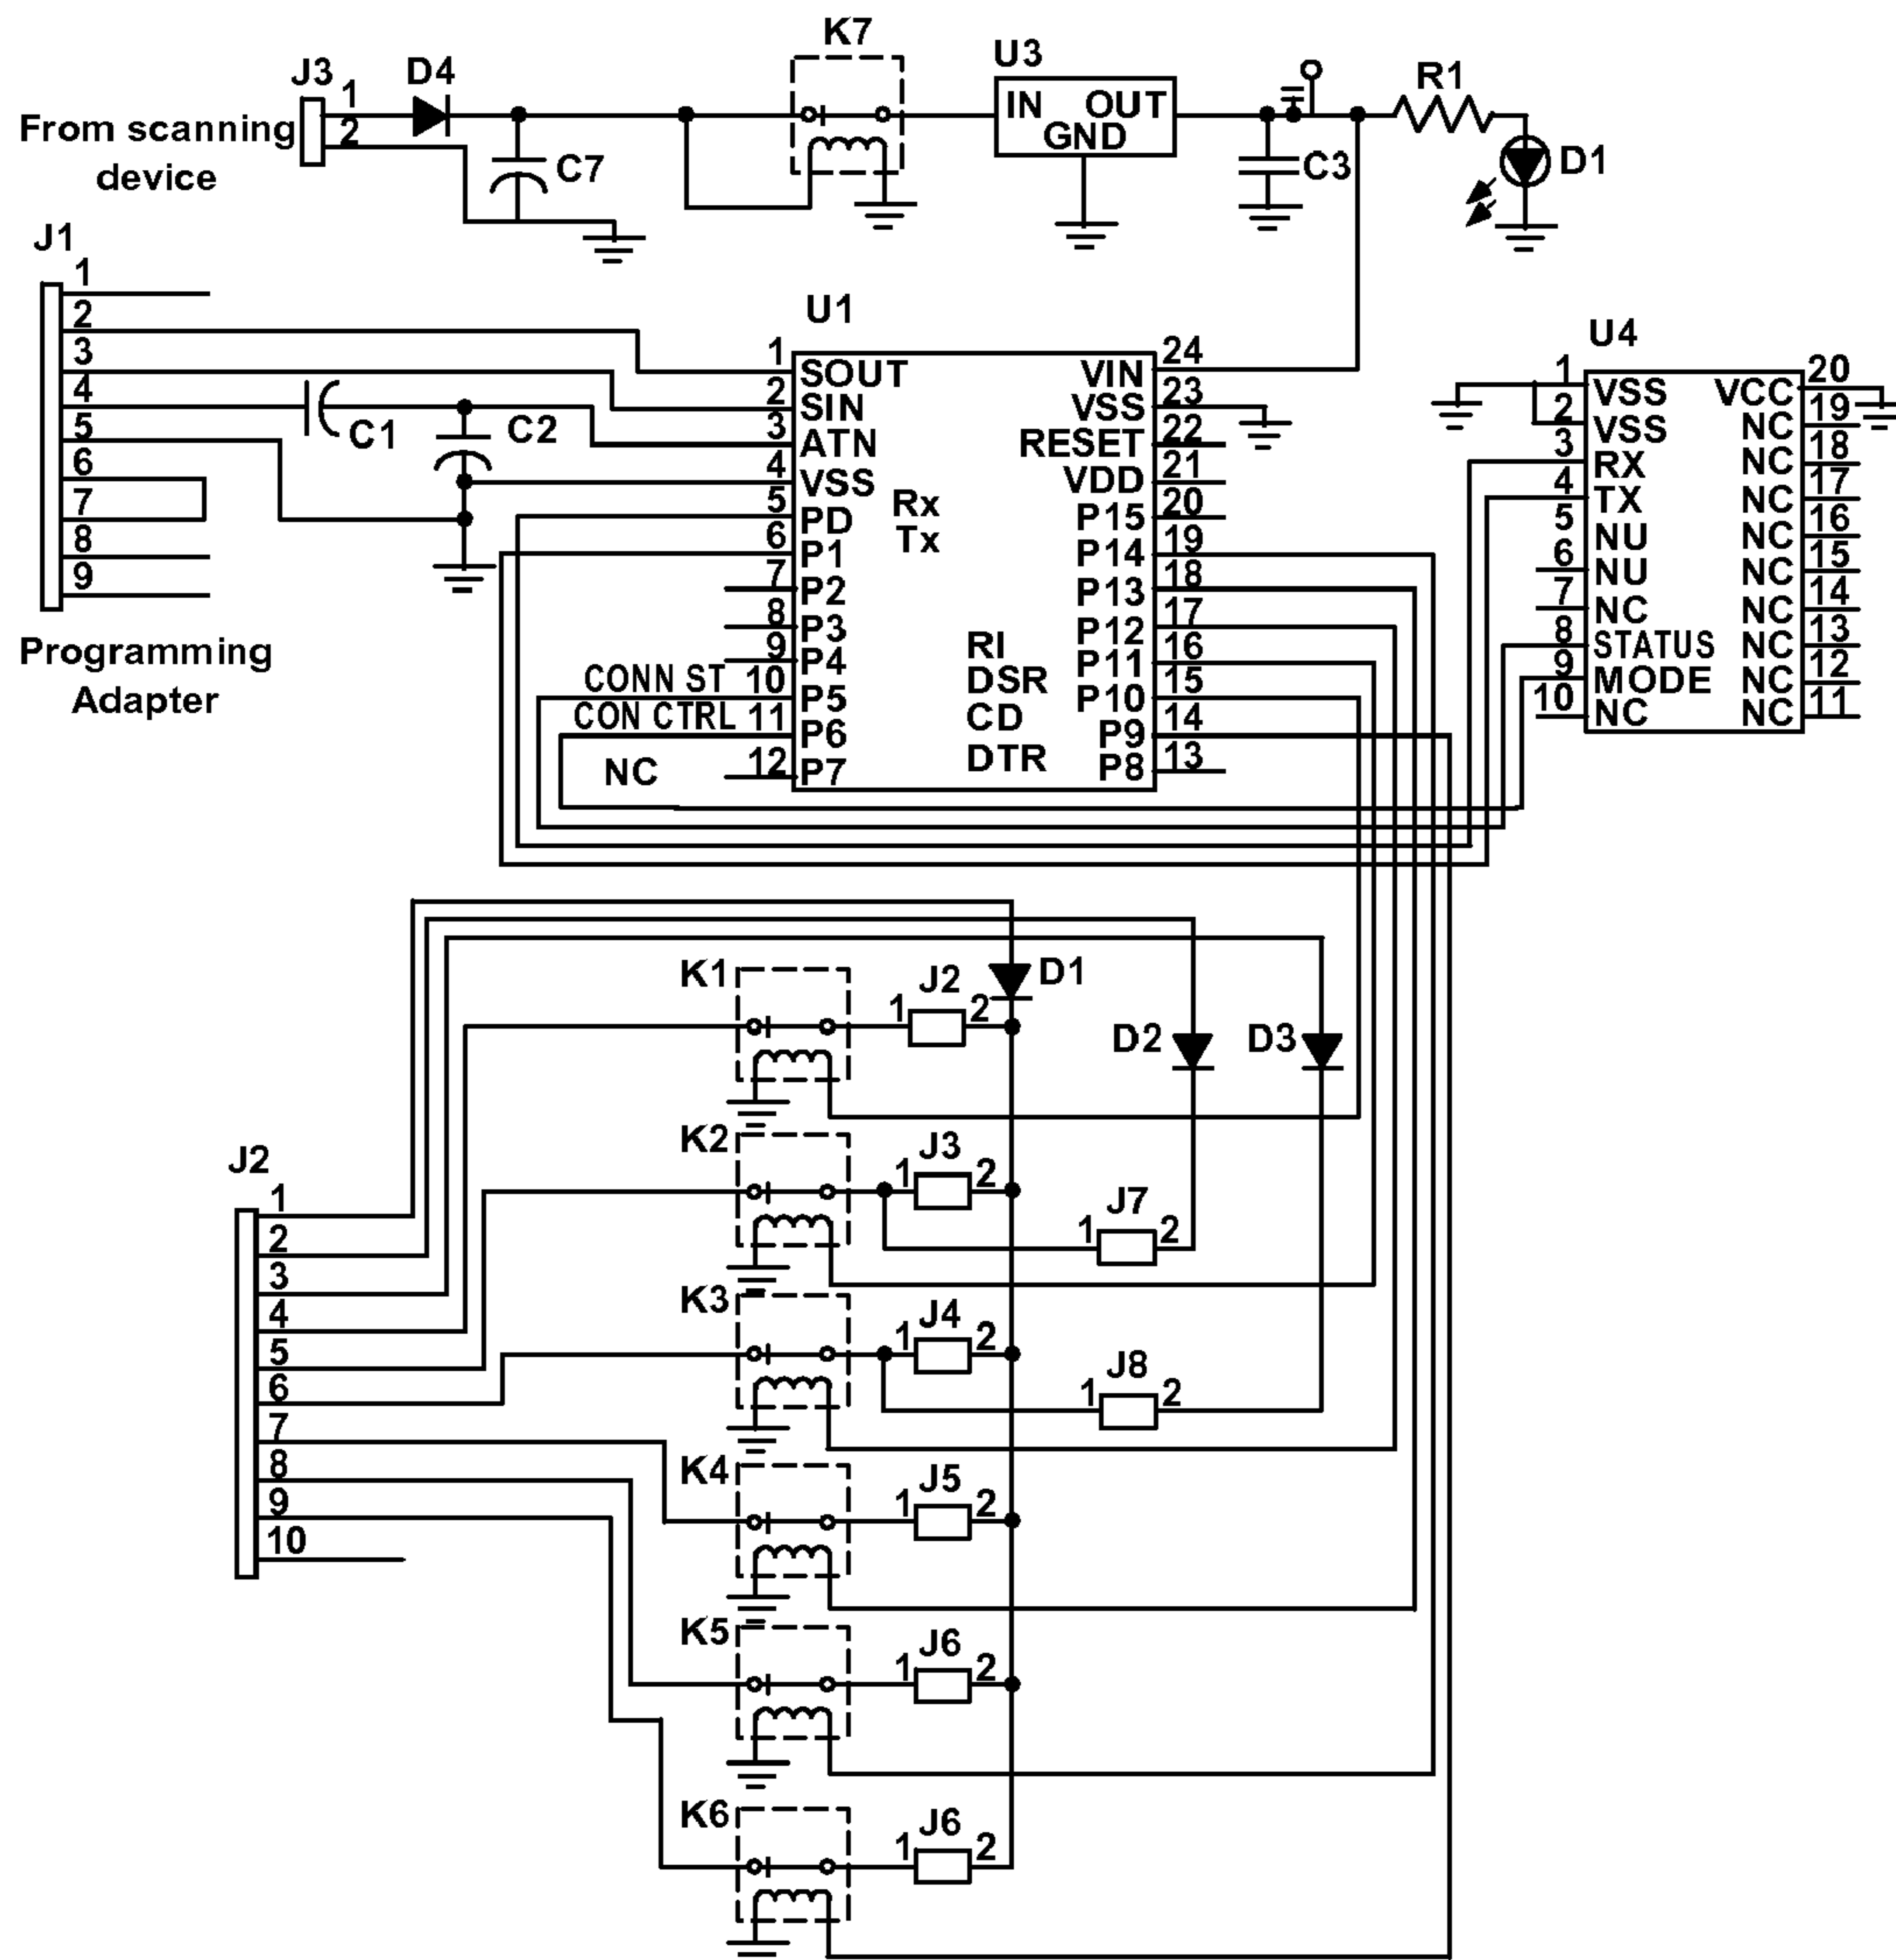 K7
U3
J3
D4
R1
1
2
IN OUT
GND
From scanning
device
C7
C3
D1
J1
1
2
3
4
5
6
7
8
9
C1
C2
Programming
Adapter
U1
1 SOUT
2 SIN
3 ATN
4 VSS
5 PD
6 P1
7 P2
8 P3
9 P4
CONN ST 10 P5
CON CTRL 11 P6
NC 12 P7
Rx
Tx
RI
DSR
CD
DTR
VIN 24
VSS 23
RESET 22
VDD 21
P15 20
P14 19
P13 18
P12 17
P11 16
P10 15
P9 14
P8 13
U4
1 VSS
2 VSS
3 RX
4 TX
5 NU
6 NU
7 NC
8 STATUS
9 MODE
10 NC
VCC 20
NC 19
NC 18
NC 17
NC 16
NC 15
NC 14
NC 13
NC 12
NC 11
K1
1 J2 2
D1
D2
D3
K2
1 J3 2
1 J7 2
K3
1 J4 2
1 J8 2
K4
1 J5 2
K5
1 J6 2
K6
1 J6 2
J2
1
2
3
4
5
6
7
8
9
10